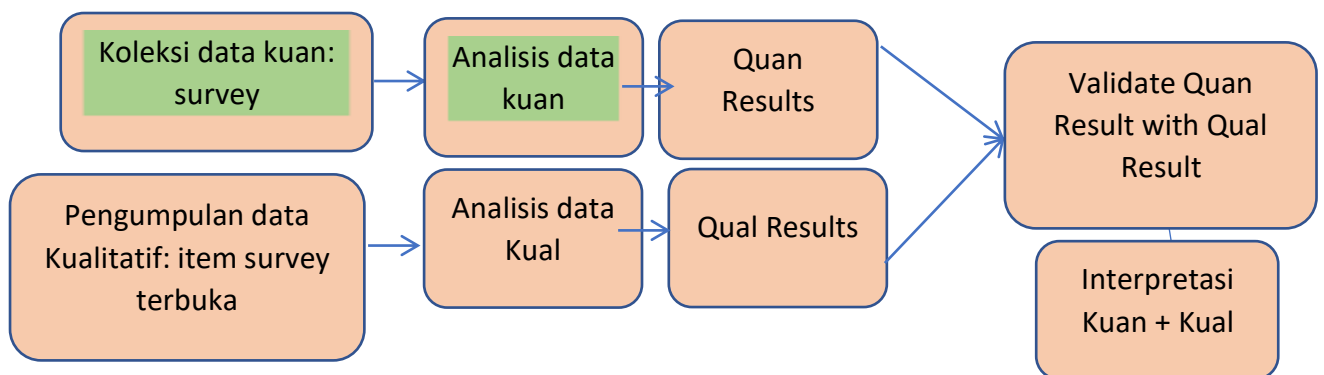 Koleksi data kuan:
survey
Analisis data
kuan
Quan
Results
Validate Quan
Result with Qual
Result
Pengumpulan data
Kualitatif: item survey
terbuka
Analisis data
Kual
Qual Results
Interpretasi
Kuan + Kual